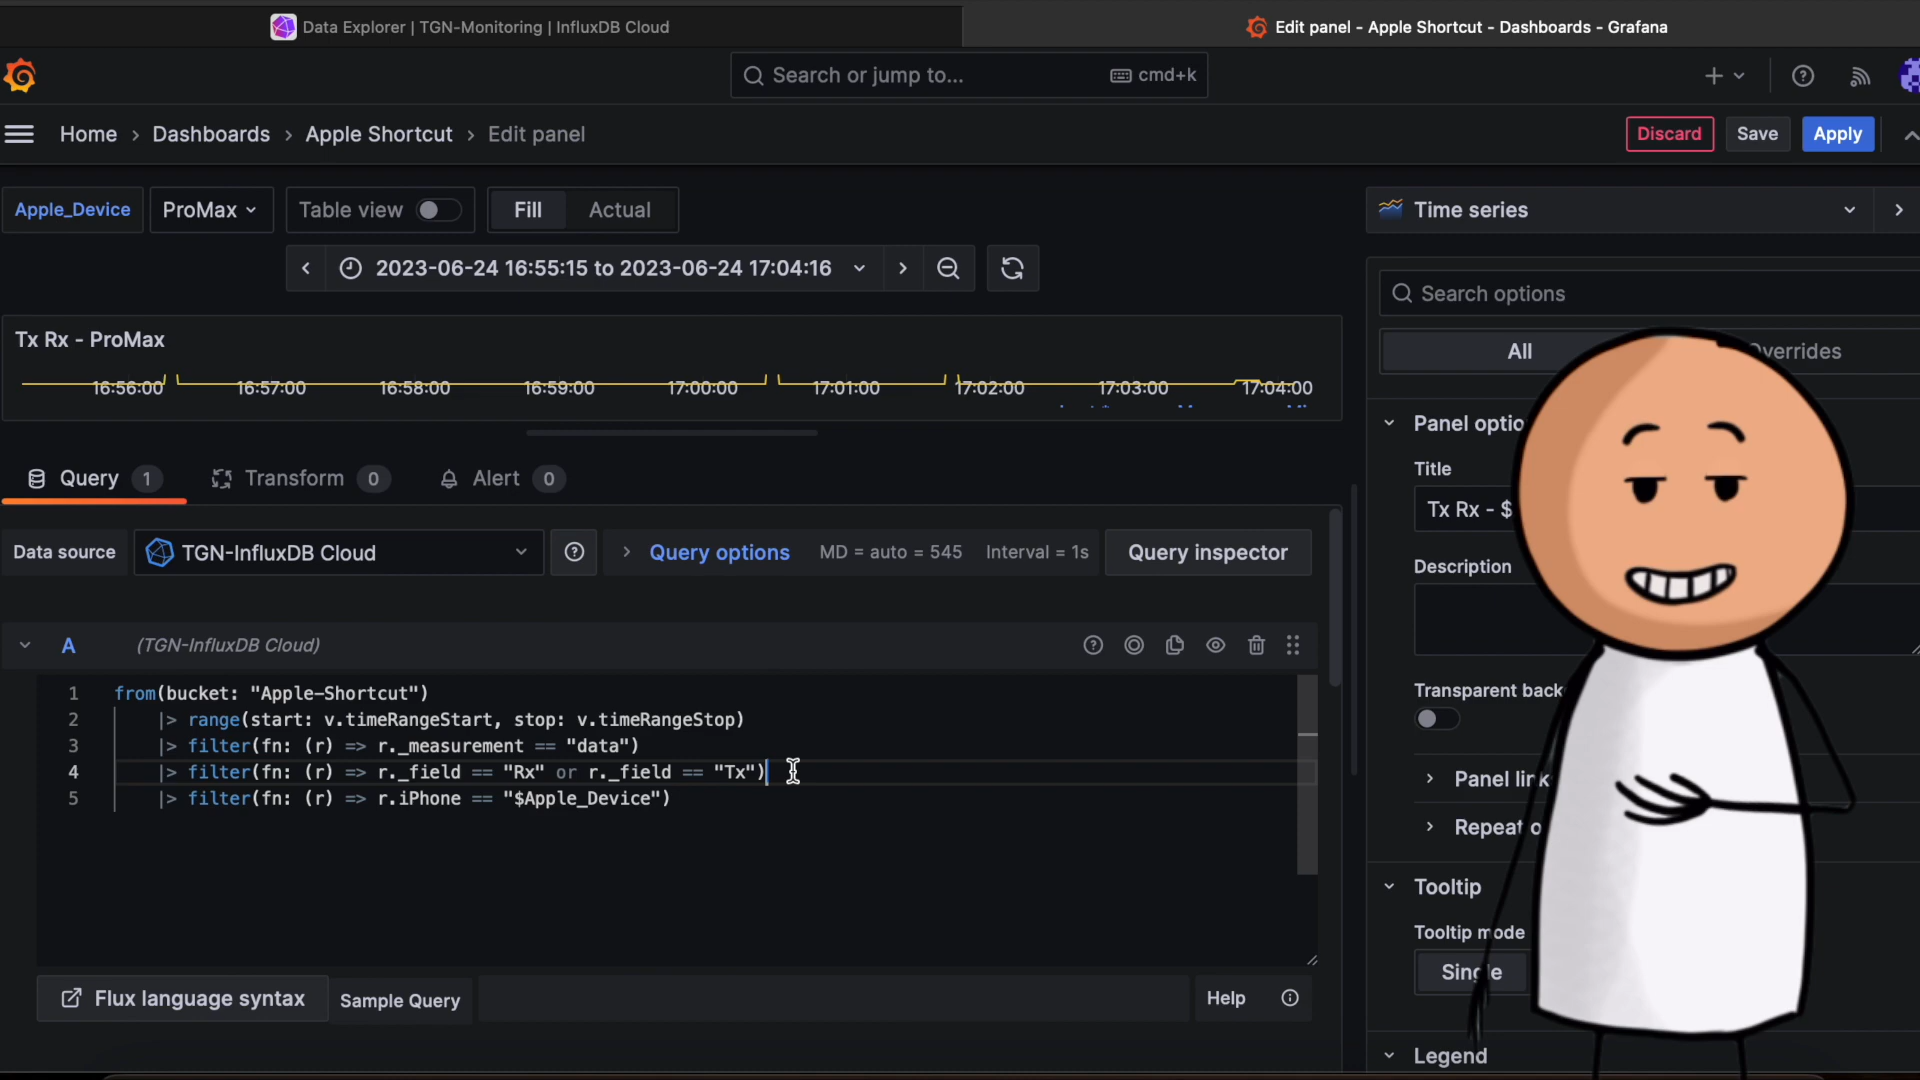 Data Explorer | TGN-Monitoring | InfluxDB Cloud
Edit panel - Apple Shortcut - Dashboards - Grafana
Search or jump to...
cmd+k
Home › Dashboards › Apple Shortcut › Edit panel
Discard
Save
Apply
Apple_Device
ProMax
Table view
Fill
Actual
Time series
2023-06-24 16:55:15 to 2023-06-24 17:04:16
Search options
Tx Rx - ProMax
All
Overrides
16:56:00 16:57:00 16:58:00 16:59:00 17:00:00 17:01:00 17:02:00 17:03:00 17:04:00
Panel optio
Title
Tx Rx - $
Query 1
Transform 0
Alert 0
Data source
TGN-InfluxDB Cloud
Query options
MD = auto = 545
Interval = 1s
Query inspector
Description
A
(TGN-InfluxDB Cloud)
1 from(bucket: "Apple-Shortcut")
2 |> range(start: v.timeRangeStart, stop: v.timeRangeStop)
3 |> filter(fn: (r) => r._measurement == "data")
4 |> filter(fn: (r) => r._field == "Rx" or r._field == "Tx")
5 |> filter(fn: (r) => r.iPhone == "$Apple_Device")
Transparent back
Panel link
Repeat o
Tooltip
Tooltip mode
Single
Flux language syntax
Sample Query
Help
Legend